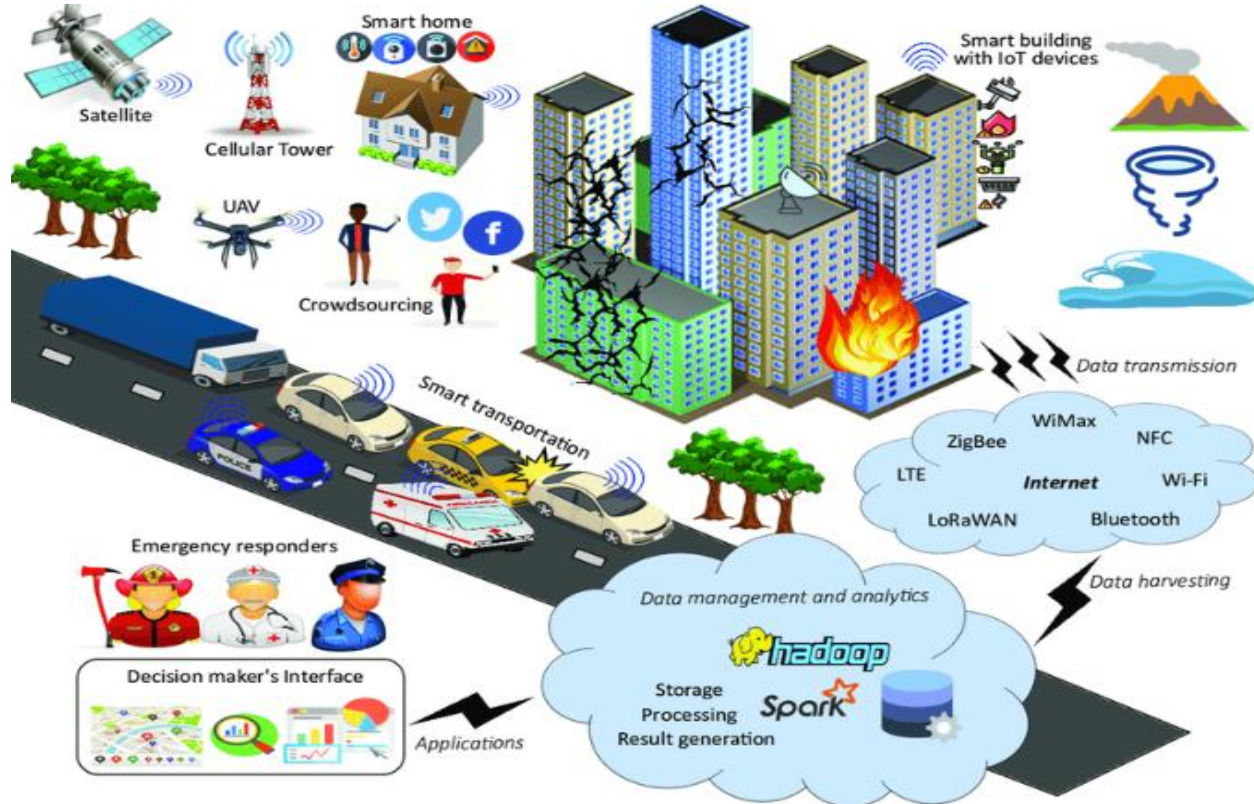 Smart home
Smart building
with IoT devices
Satellite
Cellular Tower
UAV
Crowdsourcing
Smart transportation
POLICE
AMBULANCE
Data transmission
WiMax
ZigBee
NFC
LTE
Internet
Wi-Fi
LoRaWAN
Bluetooth
Data harvesting
Emergency responders
Data management and analytics
hadoop
Storage
Spark
Processing
Result generation
Decision maker's Interface
Applications